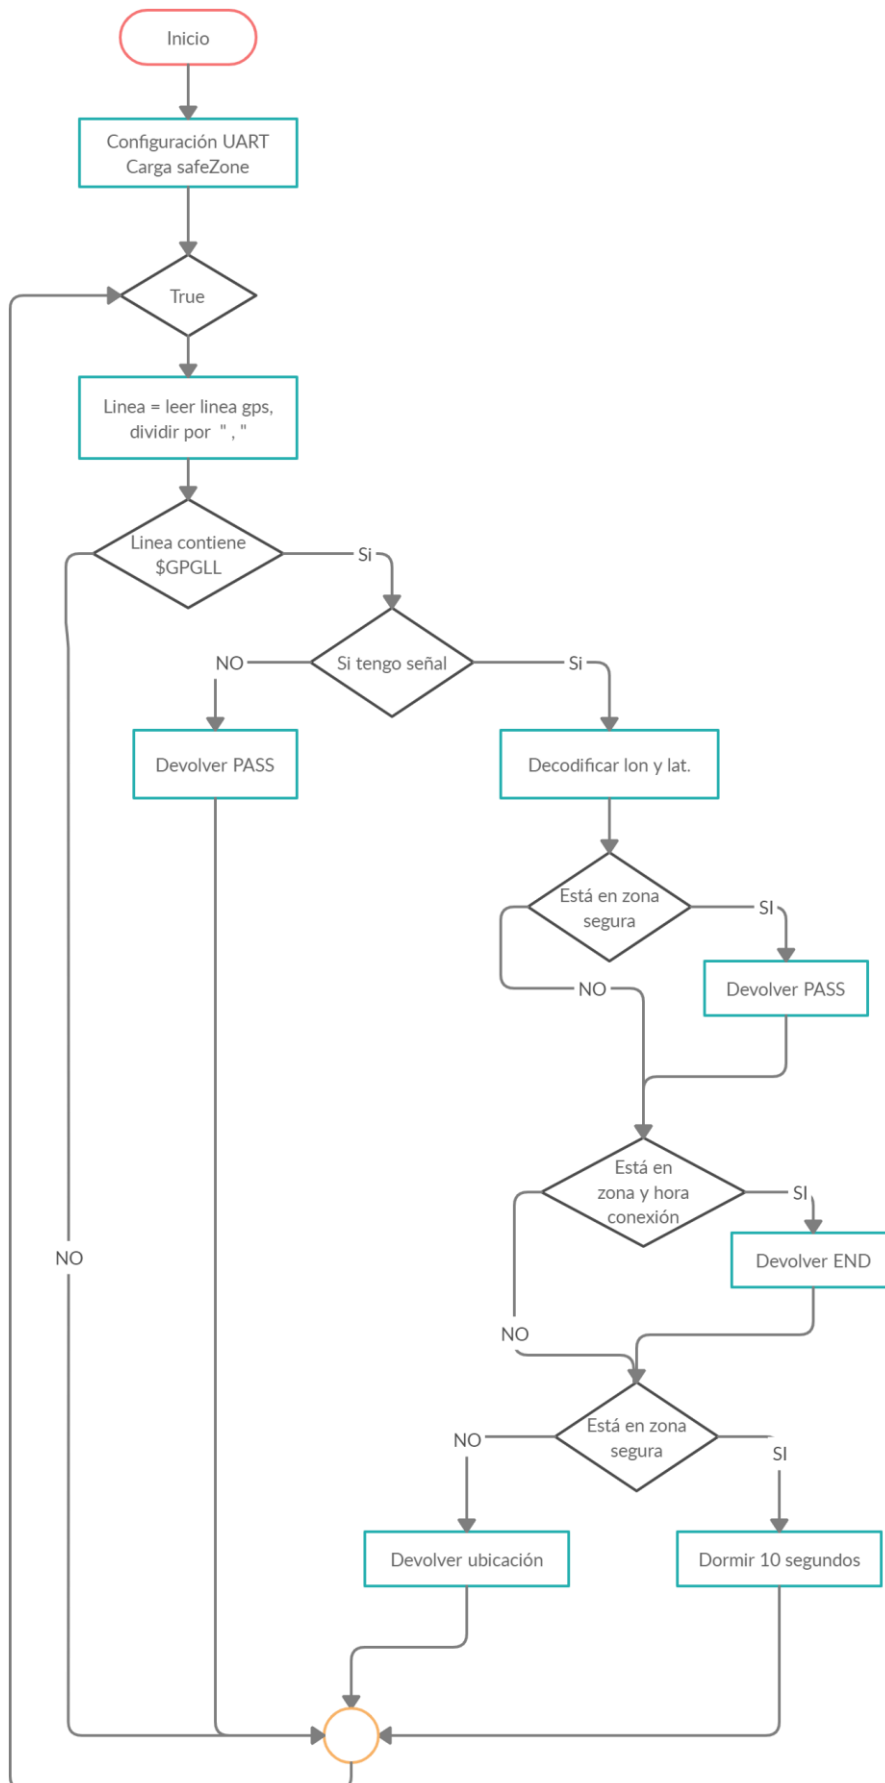 Inicio
Configuración UART
Carga safeZone
True
Linea = leer linea gps,
dividir por " , "
Linea contiene
$GPGLL
Si
Si tengo señal
NO
Si
Devolver PASS
Decodificar lon y lat.
Está en zona
segura
SI
NO
Devolver PASS
Está en
zona y hora
conexión
SI
Devolver END
NO
NO
Está en zona
segura
NO
SI
Devolver ubicación
Dormir 10 segundos